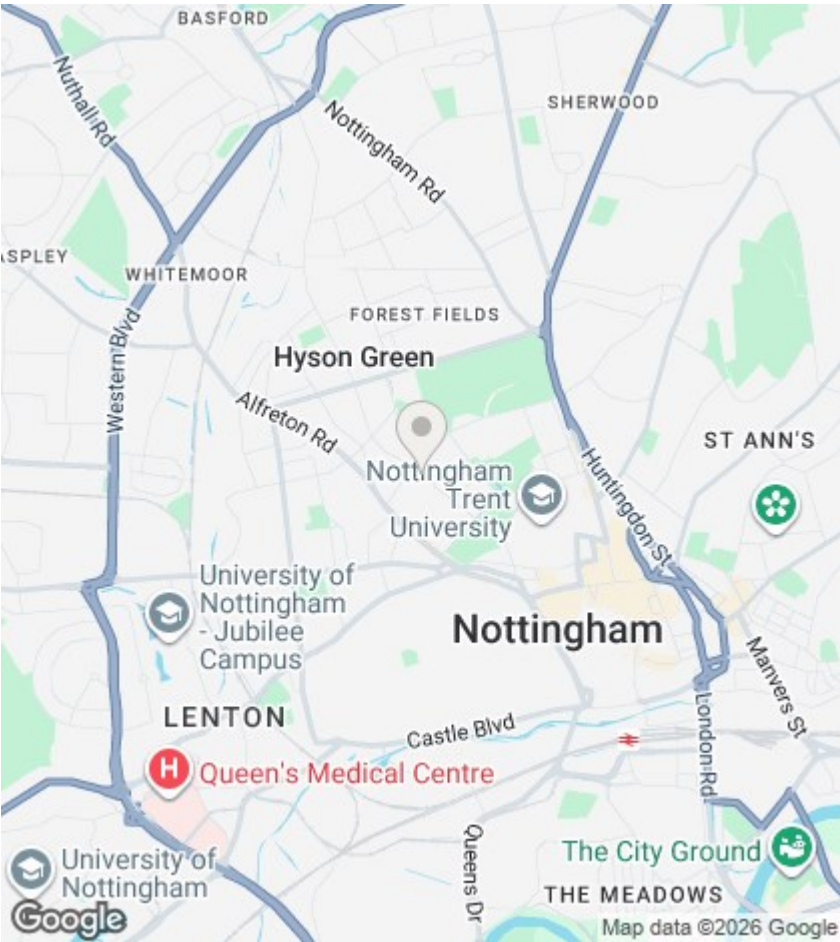 BASFORD
Nuthall Rd
Nottingham Rd
SHERWOOD
ASPLEY
WHITEMOOR
FOREST FIELDS
Western Blvd
Hyson Green
Alfreton Rd
ST ANN'S
Nottingham
Trent
University
Huntingdon St
University of
Nottingham
- Jubilee
Campus
Nottingham
Manvers St
LENTON
Castle Blvd
London Rd
H
Queen's Medical Centre
Queens Dr
The City Ground
University of
Nottingham
THE MEADOWS
Google
Map data ©2026 Google